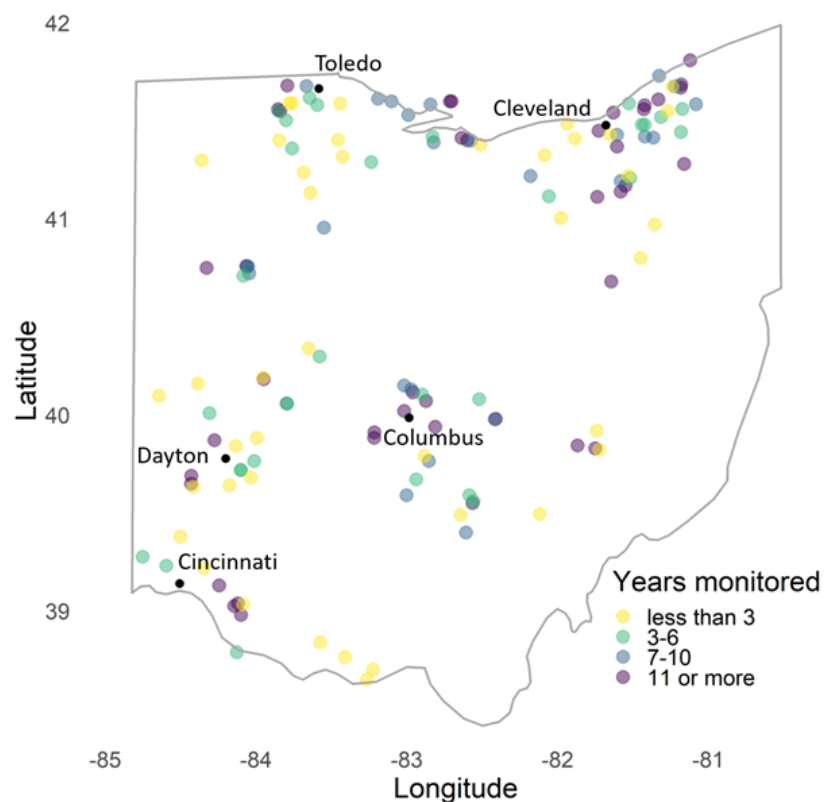 42
Toledo
Cleveland
41
Latitude
40
Columbus
Dayton
Cincinnati
39
Years monitored
less than 3
3-6
7-10
11 or more
-85
-84
-83
-82
-81
Longitude